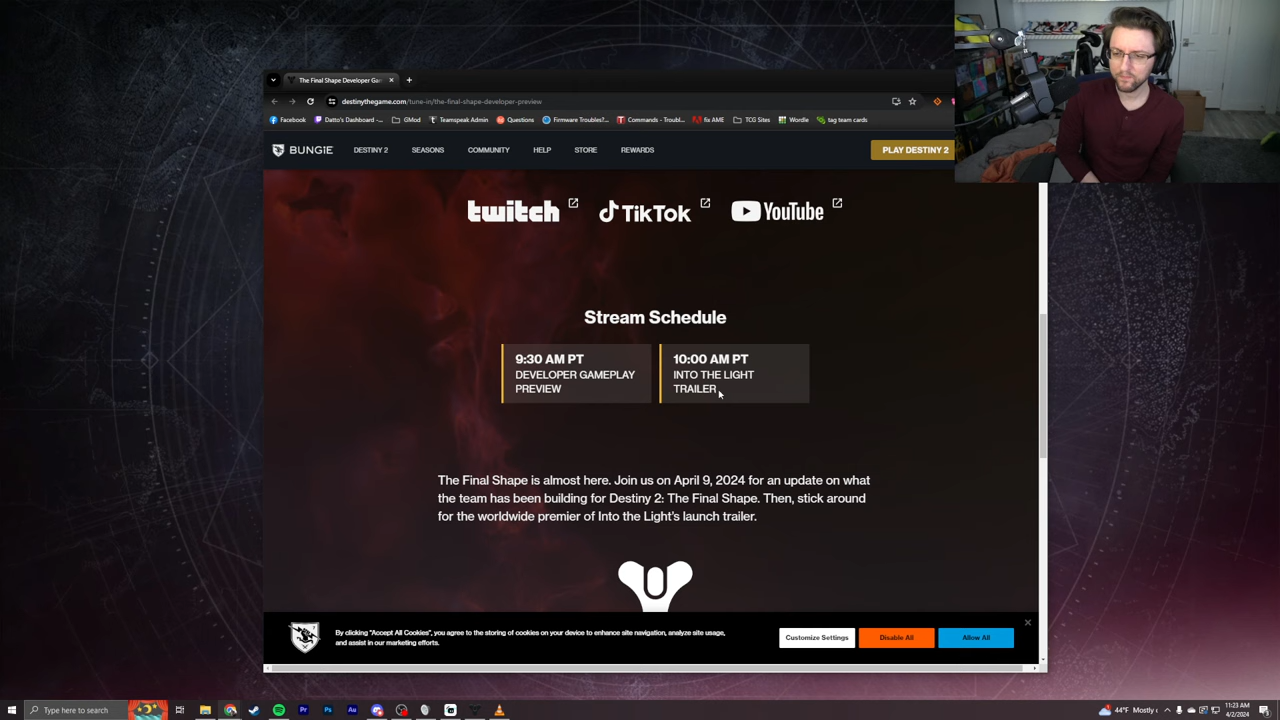 The Final Shape Developer Gam
destinythegame.com/tune-in/the-final-shape-developer-preview
Facebook
Datto's Dashboard -...
GMod
Teamspeak Admin
Questions
Firmware Troubles?...
Commands - Troubl...
fix AME
TCG Sites
Wordle
tag team cards
BUNGIE
DESTINY 2
SEASONS
COMMUNITY
HELP
STORE
REWARDS
PLAY DESTINY 2
twitch
TikTok
YouTube
Stream Schedule
9:30 AM PT
DEVELOPER GAMEPLAY
PREVIEW
10:00 AM PT
INTO THE LIGHT
TRAILER
The Final Shape is almost here. Join us on April 9, 2024 for an update on what
the team has been building for Destiny 2: The Final Shape. Then, stick around
for the worldwide premier of Into the Light's launch trailer.
By clicking "Accept All Cookies", you agree to the storing of cookies on your device to enhance site navigation, analyze site usage,
and assist in our marketing efforts.
Customize Settings
Disable All
Allow All
Type here to search
44°F Mostly c
11:23 AM
4/2/2024